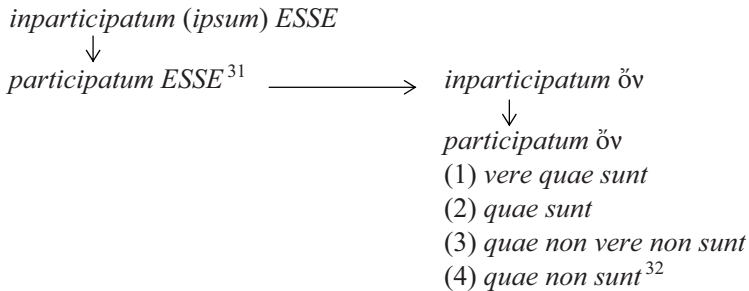 inparticipatum (ipsum) ESSE
participatum ESSE31
inparticipatum ὄν
participatum ὄν
(1) vere quae sunt
(2) quae sunt
(3) quae non vere non sunt
(4) quae non sunt32